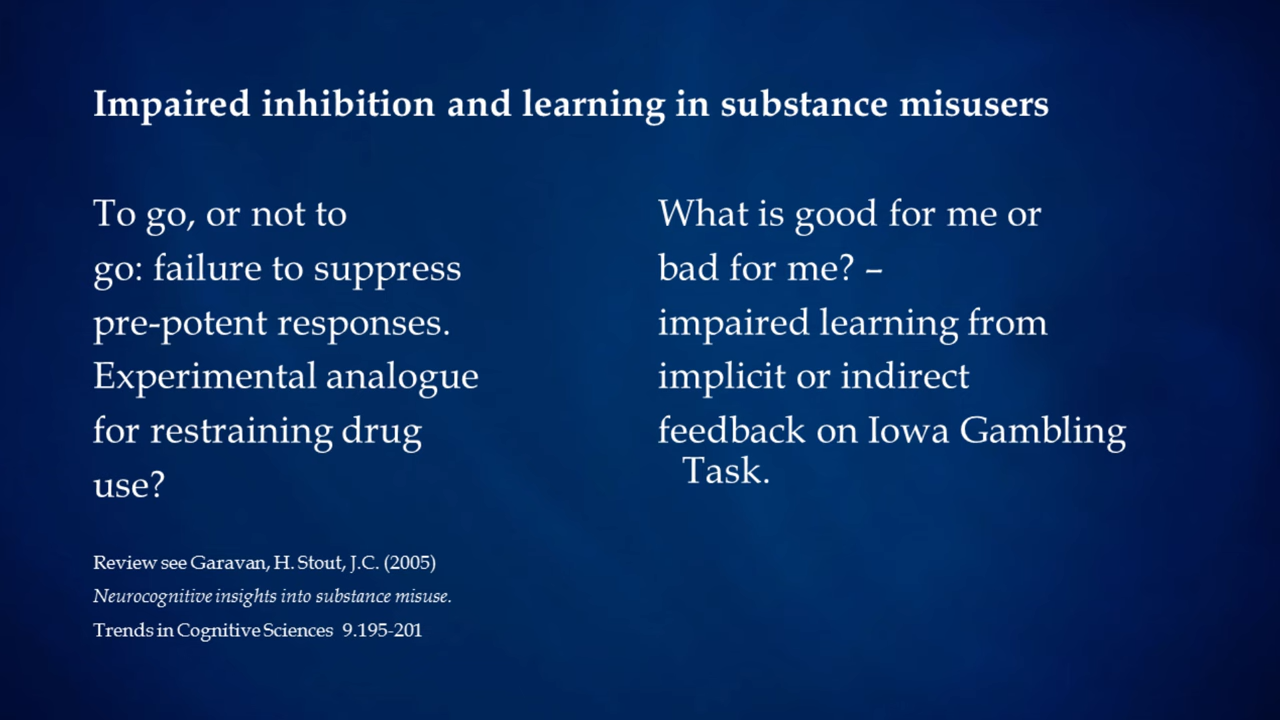 Impaired inhibition and learning in substance misusers
To go, or not to
go: failure to suppress
pre-potent responses.
Experimental analogue
for restraining drug
use?
Review see Garavan, H. Stout, J.C. (2005)
Neurocognitive insights into substance misuse.
Trends in Cognitive Sciences 9.195-201
What is good for me or
bad for me? –
impaired learning from
implicit or indirect
feedback on Iowa Gambling
Task.